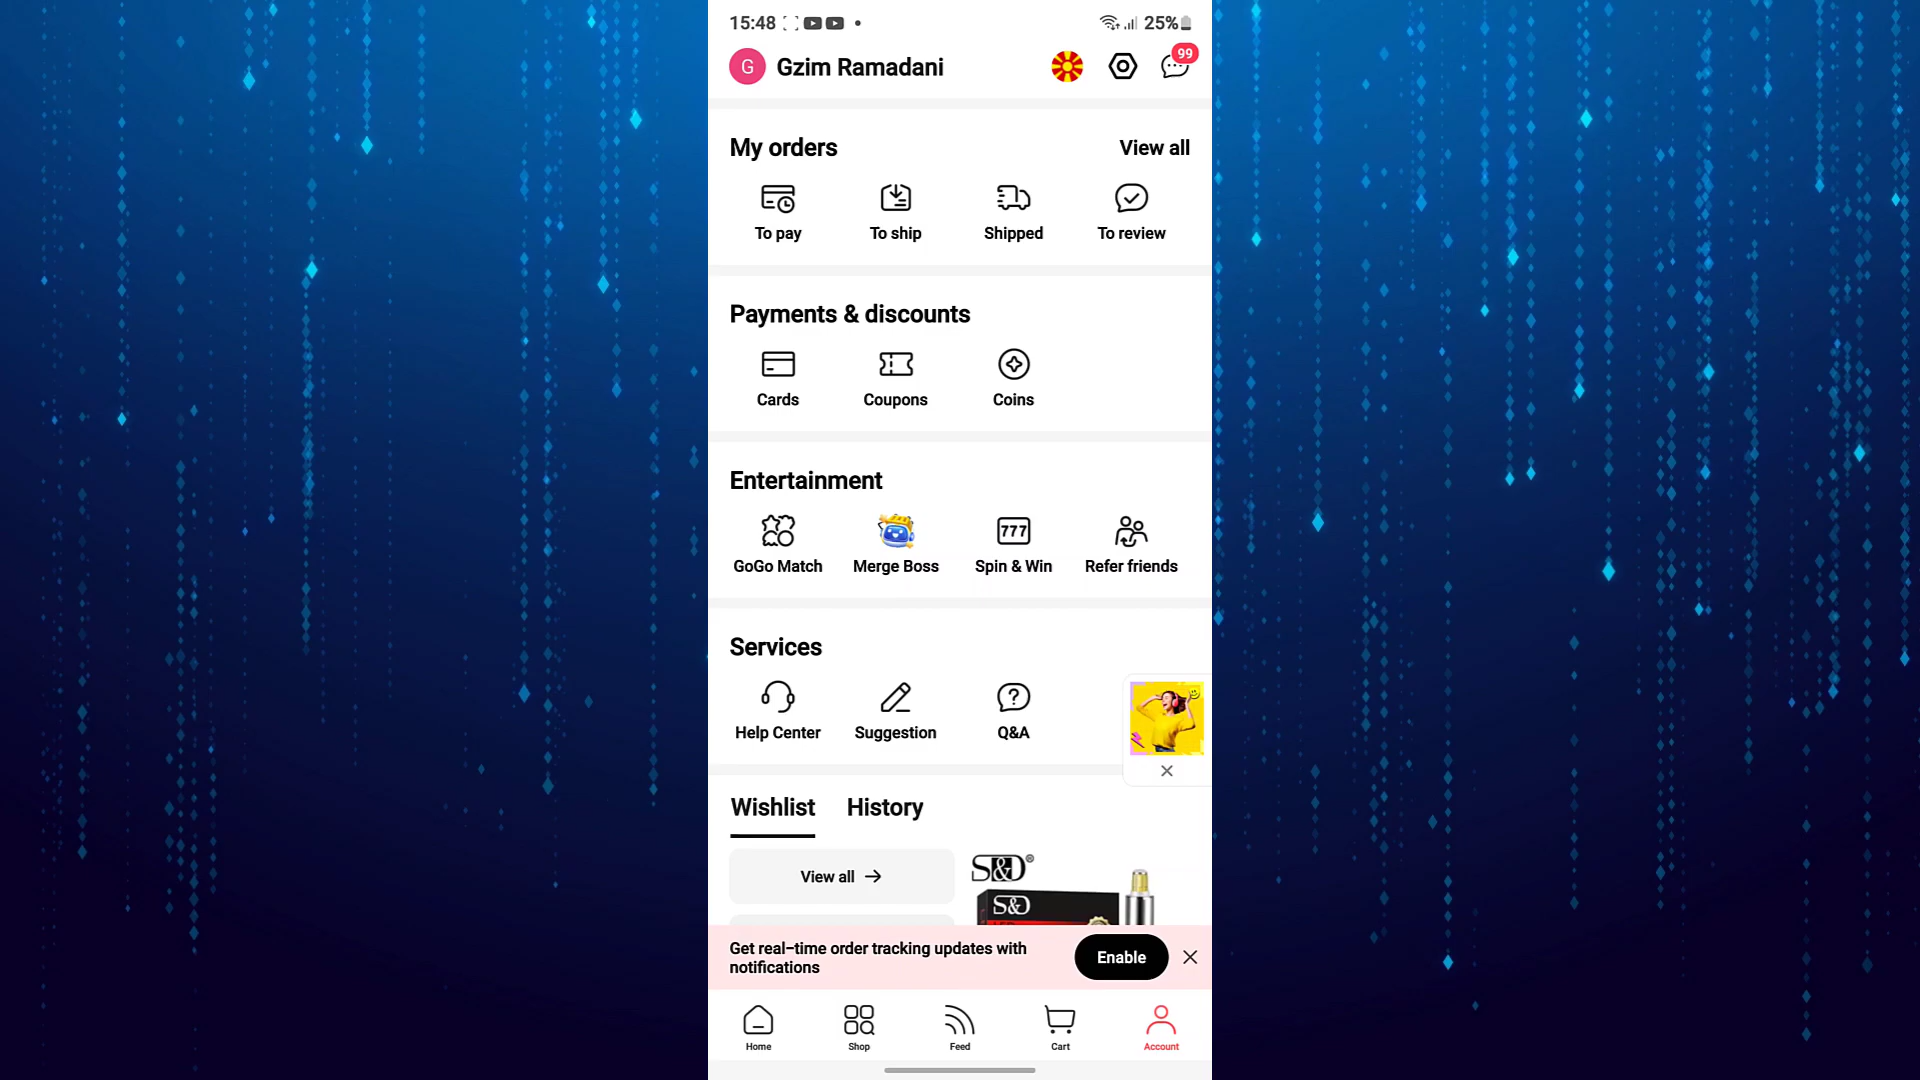 15:48
25%
G Gzim Ramadani
99
My orders View all
To pay To ship Shipped To review
Payments & discounts
Cards Coupons Coins
Entertainment
777
GoGo Match Merge Boss Spin & Win Refer friends
Services
Help Center Suggestion Q&A
Wishlist History
View all
S&D®
S&D
Get real-time order tracking updates with
notifications
Enable
Home Shop Feed Cart Account